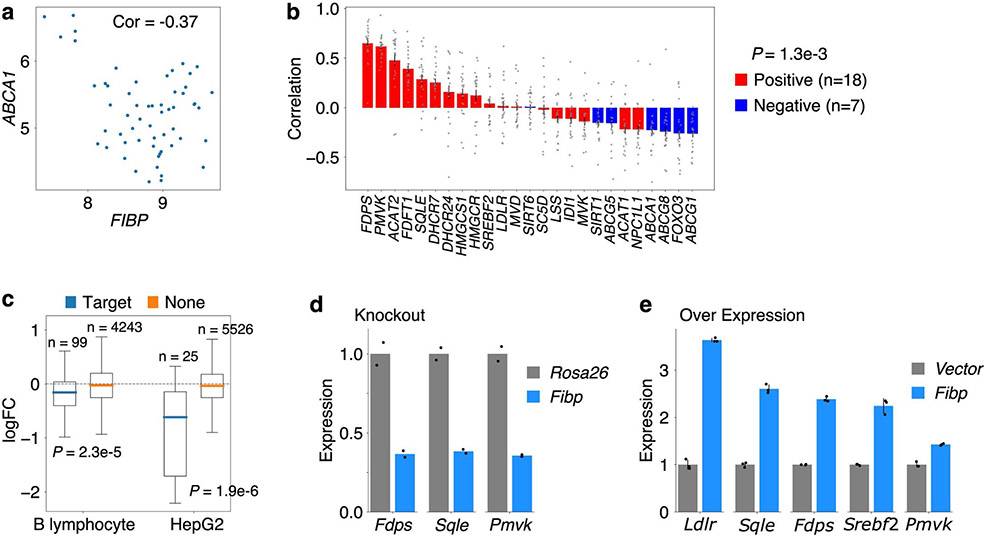 a
Cor = -0.37
ABCA1
6
5
8
9
FIBP
b
Correlation
1.0
0.5
0.0
−0.5
P = 1.3e-3
Positive (n=18)
Negative (n=7)
FDPS
PMVK
ACAT2
FDFT1
SQLE
DHCR7
DHCR24
HMGCS1
HMGCR
SREBF2
LDLR
MVD
SIRT6
SC5D
LSS
IDI1
MVK
SIRT1
ABCG5
ACAT1
NPC1L1
ABCA1
ABCG8
FOXO3
ABCG1
c
Target
None
logFC
1
0
−1
−2
n = 99
n = 4243
n = 25
n = 5526
P = 2.3e-5
P = 1.9e-6
B lymphocyte
HepG2
d
Knockout
Expression
1.0
0.5
0.0
Rosa26
Fibp
Fdps
Sqle
Pmvk
e
Over Expression
Expression
3
2
1
0
Vector
Fibp
Ldlr
Sqle
Fdps
Srebf2
Pmvk